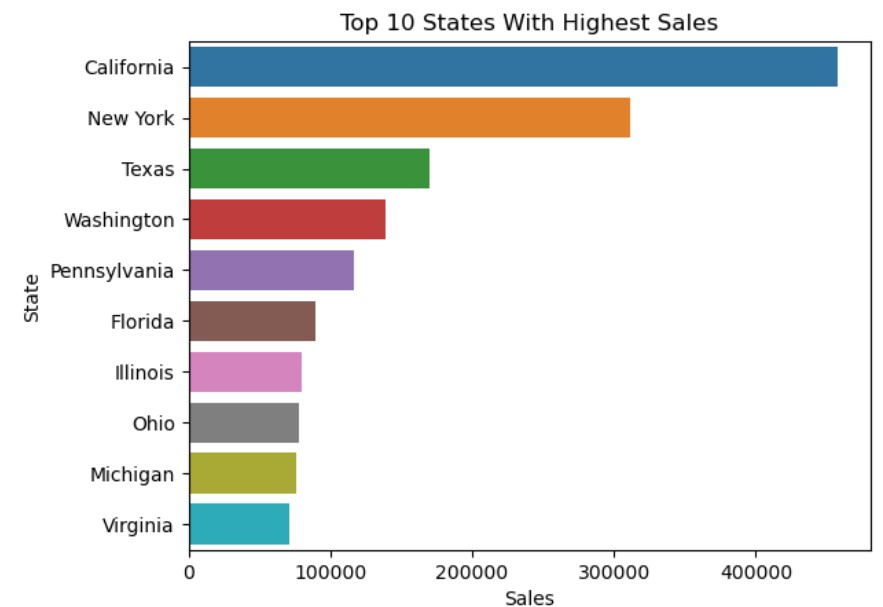 Top 10 States With Highest Sales
California
New York
Texas
Washington
Pennsylvania
Florida
Illinois
Ohio
Michigan
Virginia
State
0 100000 200000 300000 400000
Sales